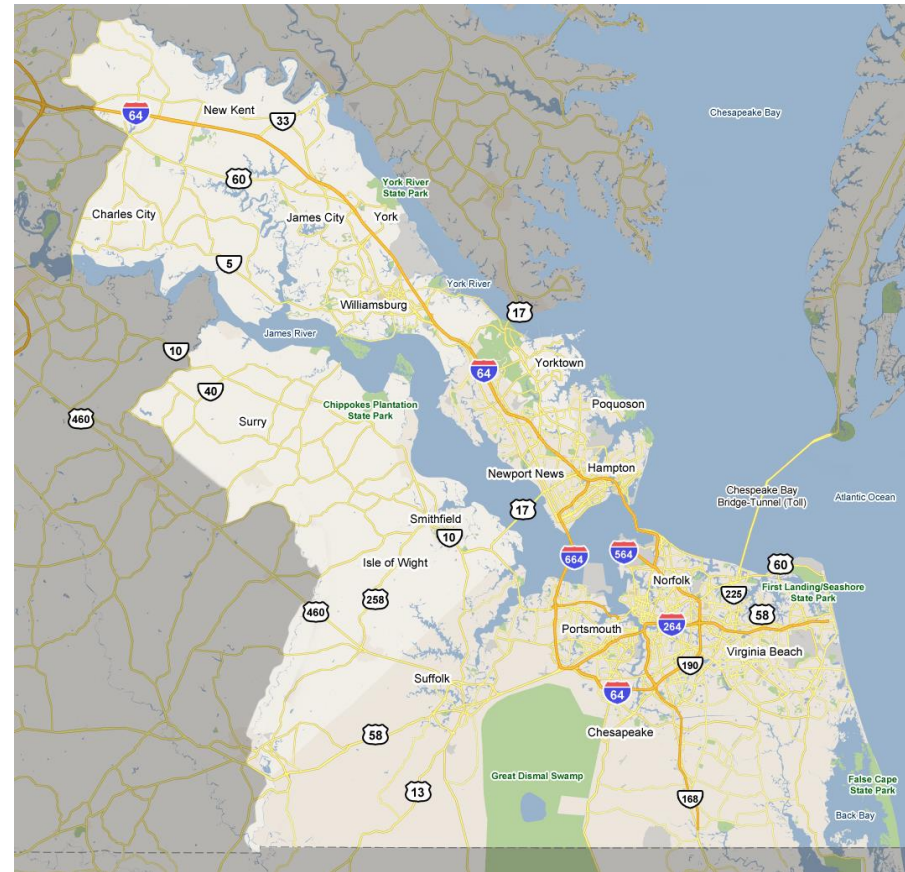 Chesapeake Bay
New Kent
64
33
60
York River
State Park
Charles City
James City
York
5
York River
Williamsburg
17
James River
10
Yorktown
64
40
Chippokes Plantation
State Park
Poquoson
460
Surry
Newport News
Hampton
Chespeake Bay
Bridge-Tunnel (Toll)
Atlantic Ocean
17
Smithfield
10
664
564
Isle of Wight
60
Norfolk
First Landing/Seashore
State Park
225
258
460
58
264
Portsmouth
Virginia Beach
190
Suffolk
64
58
Chesapeake
Great Dismal Swamp
False Cape
State Park
13
168
Back Bay